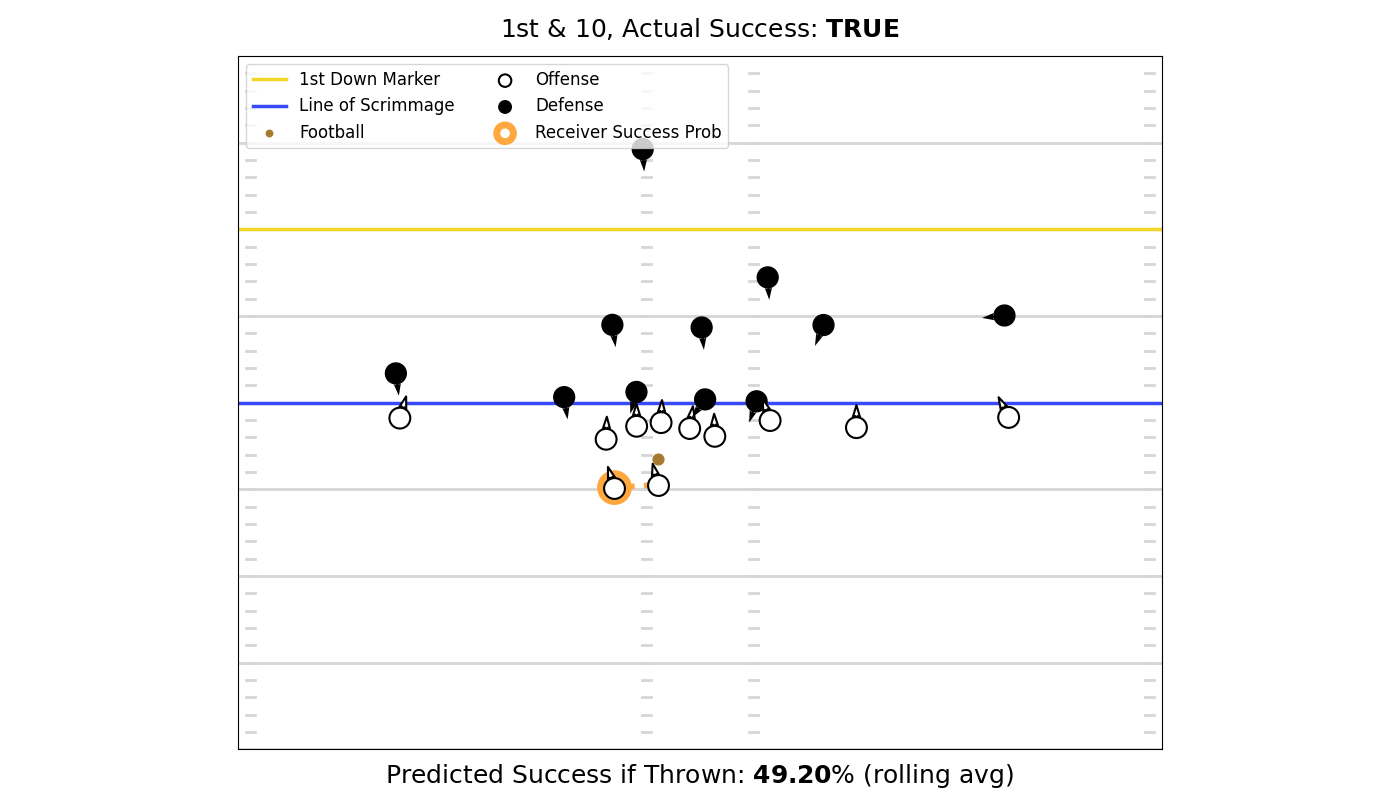 1st & 10, Actual Success: TRUE
1st Down Marker
Line of Scrimmage
Football
Offense
Defense
Receiver Success Prob
Predicted Success if Thrown: 49.20% (rolling avg)